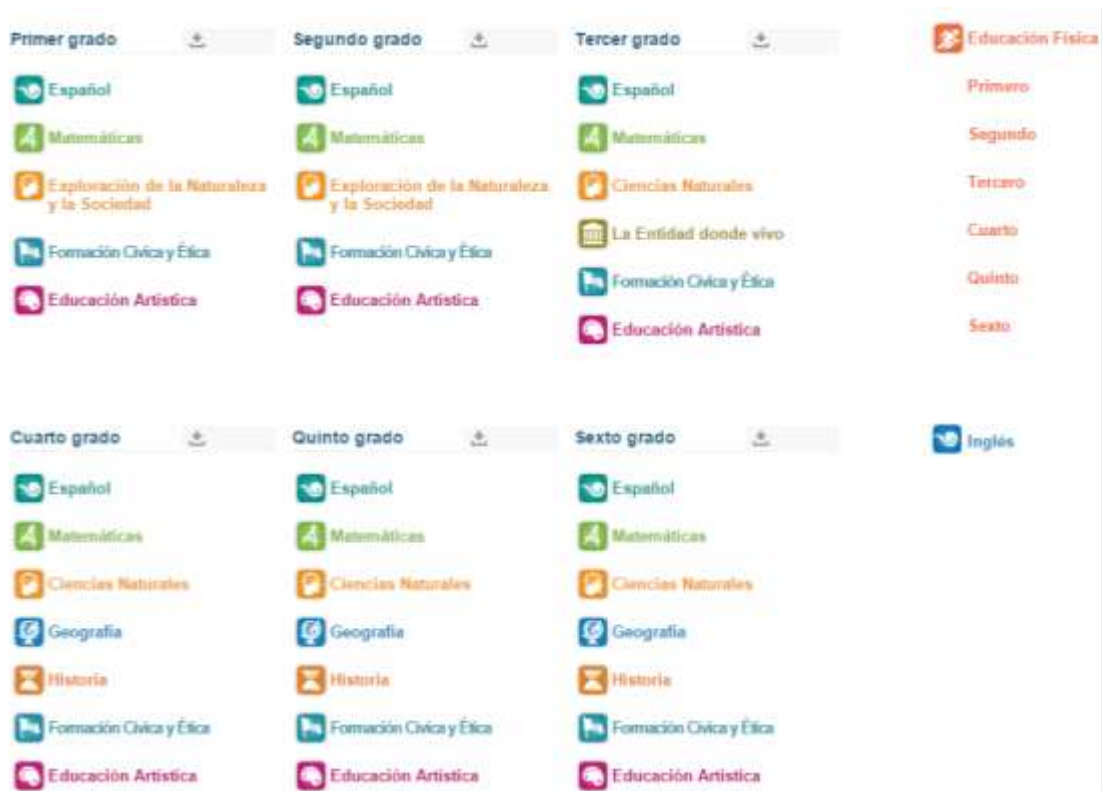 Primer grado
Español
Matemáticas
Exploración de la Naturaleza
y la Sociedad
Formación Cívica y Ética
Educación Artística
Segundo grado
Español
Matemáticas
Exploración de la Naturaleza
y la Sociedad
Formación Cívica y Ética
Educación Artística
Tercer grado
Español
Matemáticas
Ciencias Naturales
La Entidad donde vivo
Formación Cívica y Ética
Educación Artística
Educación Física
Primero
Segundo
Tercero
Cuarto
Quinto
Sexto
Cuarto grado
Español
Matemáticas
Ciencias Naturales
Geografía
Historia
Formación Cívica y Ética
Educación Artística
Quinto grado
Español
Matemáticas
Ciencias Naturales
Geografía
Historia
Formación Cívica y Ética
Educación Artística
Sexto grado
Español
Matemáticas
Ciencias Naturales
Geografía
Historia
Formación Cívica y Ética
Educación Artística
Inglés